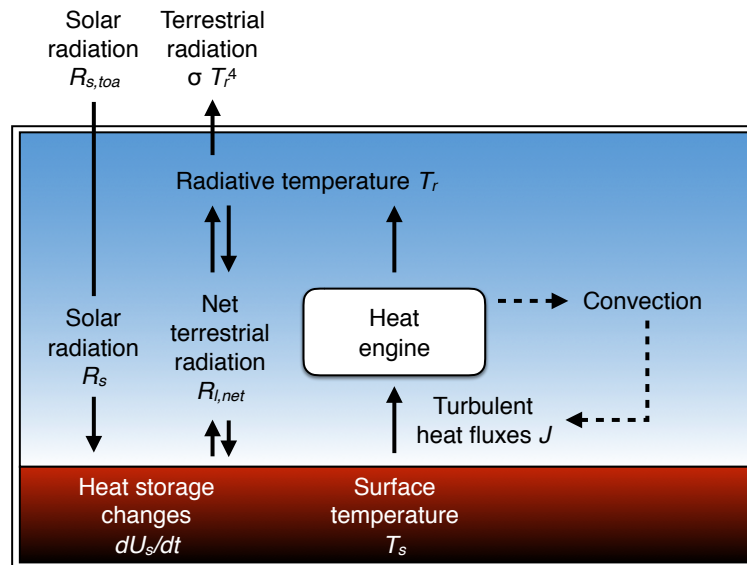 Solar
radiation
Rs,toa
Terrestrial
radiation
σ Tr4
Radiative temperature Tr
Solar
radiation
Rs
Net
terrestrial
radiation
Rl,net
Heat
engine
Convection
Turbulent
heat fluxes J
Heat storage
changes
dUs/dt
Surface
temperature
Ts